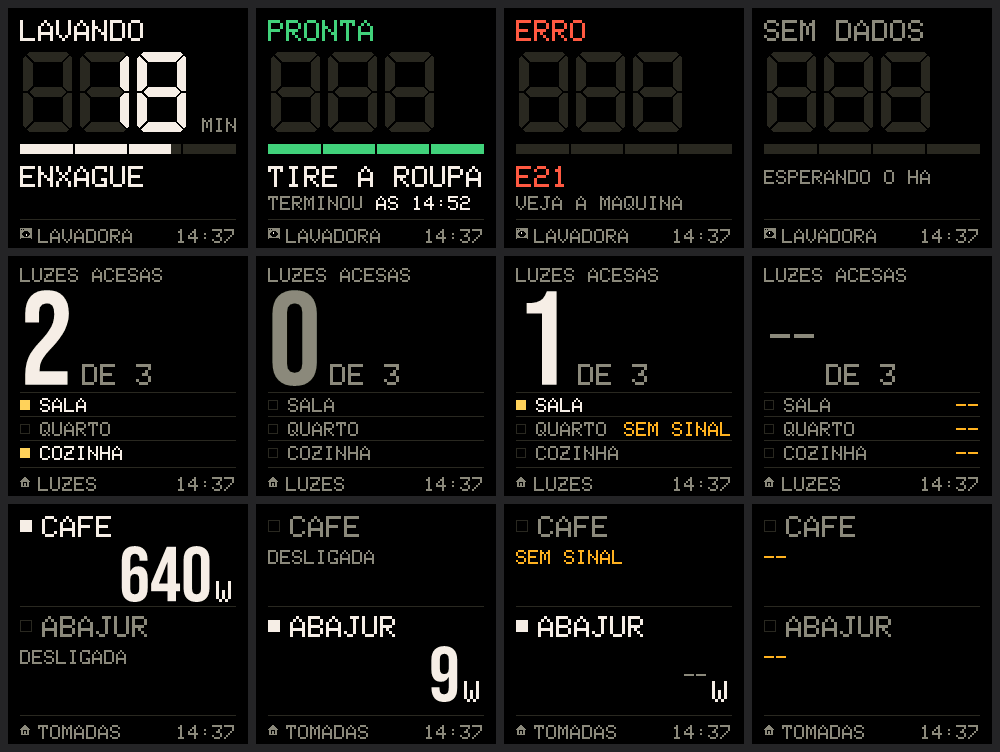 LAVANDO
18 MIN
ENXAGUE
LAVADORA 14:37
PRONTA
TIRE A ROUPA
TERMINOU AS 14:52
LAVADORA 14:37
ERRO
E21
VEJA A MAQUINA
LAVADORA 14:37
SEM DADOS
ESPERANDO O HA
LAVADORA 14:37
LUZES ACESAS
2 DE 3
SALA
QUARTO
COZINHA
LUZES 14:37
LUZES ACESAS
0 DE 3
SALA
QUARTO
COZINHA
LUZES 14:37
LUZES ACESAS
1 DE 3
SALA
QUARTO SEM SINAL
COZINHA
LUZES 14:37
LUZES ACESAS
-- DE 3
SALA --
QUARTO --
COZINHA --
LUZES 14:37
CAFE
640W
ABAJUR
DESLIGADA
TOMADAS 14:37
CAFE
DESLIGADA
ABAJUR
9W
TOMADAS 14:37
CAFE
SEM SINAL
ABAJUR
--W
TOMADAS 14:37
CAFE
--
ABAJUR
--
TOMADAS 14:37